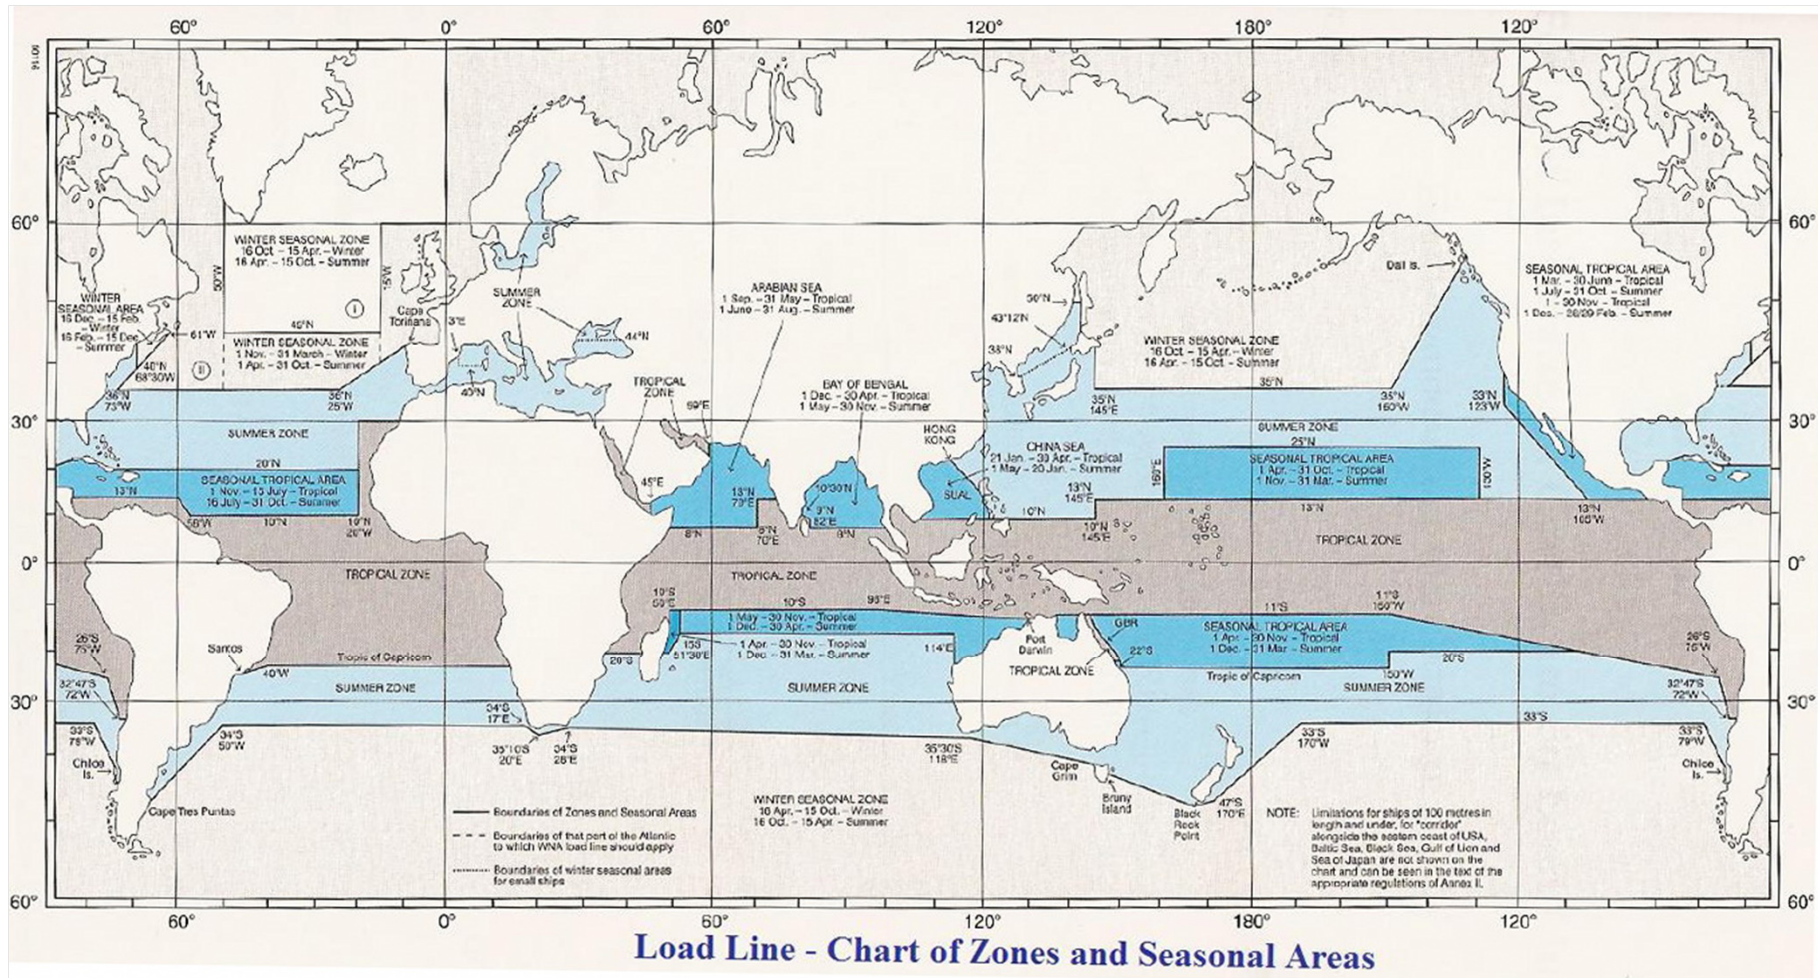 60° 0° 60° 120° 180° 120°
60° 60°
30° 30°
0° 0°
30° 30°
60° 60°
WINTER SEASONAL ZONE
16 Oct. – 15 Apr. – Winter
16 Apr. – 15 Oct. – Summer
50°W
15°W
I
WINTER
SEASONAL AREA
16 Dec. – 15 Feb.
– Winter
16 Feb. – 15 Dec.
– Summer
61°W
WINTER SEASONAL ZONE
1 Nov. – 31 March – Winter
1 Apr. – 31 Oct. – Summer
II
40°N
68°30'W
36°N
73°W
36°N
25°W
Cape
Toriñana
3°E
SUMMER
ZONE
44°N
40°N
ARABIAN SEA
1 Sep. – 31 May – Tropical
1 June – 31 Aug. – Summer
TROPICAL
ZONE
59°E
BAY OF BENGAL
1 Dec. – 30 Apr. – Tropical
1 May – 30 Nov. – Summer
HONG
KONG
50°N
43°12'N
38°N
WINTER SEASONAL ZONE
16 Oct. – 15 Apr. – Winter
16 Apr. – 15 Oct. – Summer
35°N
35°N
145°E
35°N
160°W
33°N
123°W
Dall Is.
SEASONAL TROPICAL AREA
1 Mar. – 30 June – Tropical
1 July – 31 Oct. – Summer
1 – 30 Nov. – Tropical
1 Dec. – 28/29 Feb. – Summer
SUMMER ZONE
20°N
SEASONAL TROPICAL AREA
1 Nov. – 15 July – Tropical
16 July – 31 Oct. – Summer
13°N
58°W
10°N
10°N
20°W
45°E
13°N
79°E
8°N
8°N
70°E
10°30'N
9°N
82°E
8°N
SUAL
CHINA SEA
21 Jan. – 30 Apr. – Tropical
1 May – 20 Jan. – Summer
13°N
145°E
10°N
10°N
145°E
SUMMER ZONE
25°N
SEASONAL TROPICAL AREA
1 Apr. – 31 Oct. – Tropical
1 Nov. – 31 Mar. – Summer
160°E
130°W
13°N
13°N
105°W
TROPICAL ZONE
TROPICAL ZONE
TROPICAL ZONE
10°S
50°E
10°S
98°E
11°S
11°S
150°W
1 May – 30 Nov. – Tropical
1 Dec. – 30 Apr. – Summer
15S
51°30'E
1 Apr. – 30 Nov. – Tropical
1 Dec. – 31 Mar. – Summer
20°S
114°E
Port
Darwin
GBR
22°S
TROPICAL ZONE
SEASONAL TROPICAL AREA
1 Apr. – 30 Nov. – Tropical
1 Dec. – 31 Mar. – Summer
20°S
150°W
Tropic of Capricorn
Tropic of Capricorn
26°S
75°W
26°S
75°W
Santos
40°W
32°47'S
72°W
32°47'S
72°W
SUMMER ZONE
SUMMER ZONE
SUMMER ZONE
33°S
79°W
34°S
50°W
34°S
17°E
35°10'S
20°E
34°S
28°E
35°30'S
118°E
33°S
170°W
33°S
33°S
79°W
Chiloe
Is.
Chiloe
Is.
Cape Tres Puntas
Cape
Grim
Bruny
Island
Black
Rock
Point
47°S
170°E
WINTER SEASONAL ZONE
16 Apr. – 15 Oct. – Winter
16 Oct. – 15 Apr. – Summer
Boundaries of Zones and Seasonal Areas
Boundaries of that part of the Atlantic
to which WNA load line should apply
Boundaries of winter seasonal areas
for small ships
NOTE: Limitations for ships of 100 metres in
length and under, for "corridor"
alongside the eastern coast of USA,
Baltic Sea, Black Sea, Gulf of Lion and
Sea of Japan are not shown on the
chart and can be seen in the text of the
appropriate regulations of Annex II.
60° 0° 60° 120° 180° 120°
Load Line - Chart of Zones and Seasonal Areas